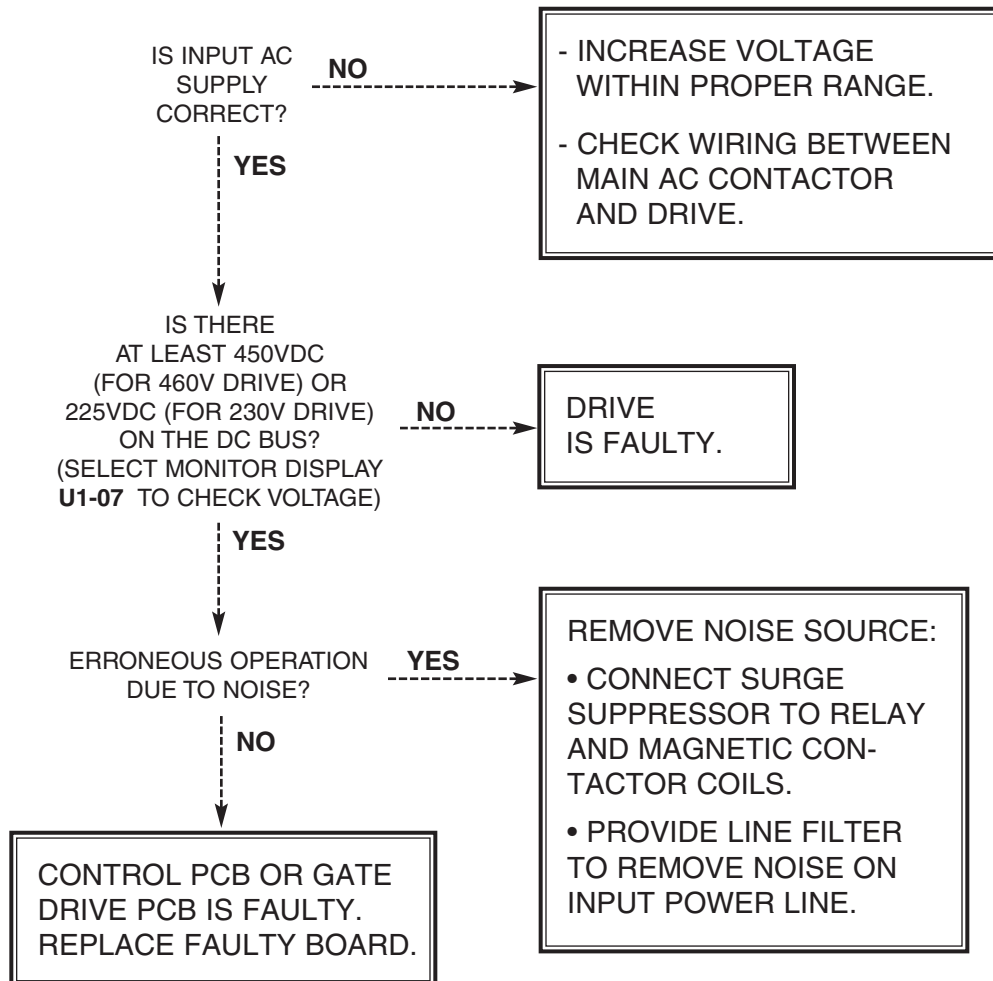 IS INPUT AC
SUPPLY
CORRECT?
NO
- INCREASE VOLTAGE
WITHIN PROPER RANGE.
- CHECK WIRING BETWEEN
MAIN AC CONTACTOR
AND DRIVE.
YES
IS THERE
AT LEAST 450VDC
(FOR 460V DRIVE) OR
225VDC (FOR 230V DRIVE)
ON THE DC BUS?
(SELECT MONITOR DISPLAY
U1-07 TO CHECK VOLTAGE)
NO
DRIVE
IS FAULTY.
YES
ERRONEOUS OPERATION
DUE TO NOISE?
YES
REMOVE NOISE SOURCE:
• CONNECT SURGE
SUPPRESSOR TO RELAY
AND MAGNETIC CON-
TACTOR COILS.
• PROVIDE LINE FILTER
TO REMOVE NOISE ON
INPUT POWER LINE.
NO
CONTROL PCB OR GATE
DRIVE PCB IS FAULTY.
REPLACE FAULTY BOARD.